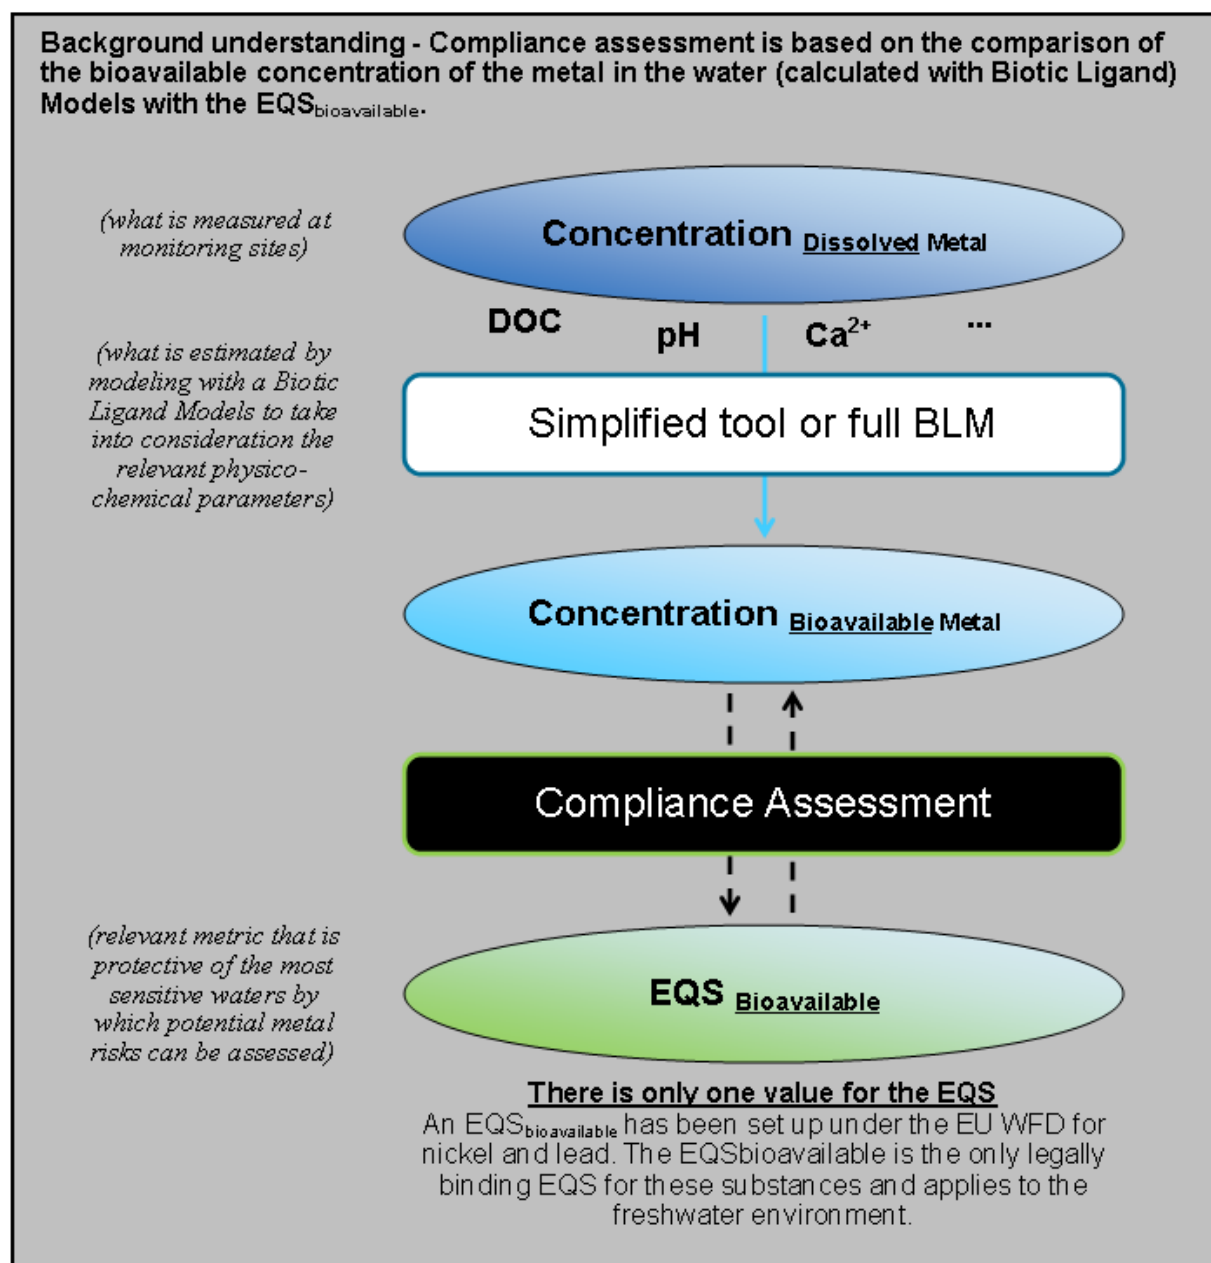 Background understanding - Compliance assessment is based on the comparison of
the bioavailable concentration of the metal in the water (calculated with Biotic Ligand)
Models with the EQSbioavailable.
(what is measured at
monitoring sites)
Concentration Dissolved Metal
DOC pH Ca²⁺ ...
(what is estimated by
modeling with a Biotic
Ligand Models to take
into consideration the
relevant physico-
chemical parameters)
Simplified tool or full BLM
Concentration Bioavailable Metal
Compliance Assessment
(relevant metric that is
protective of the most
sensitive waters by
which potential metal
risks can be assessed)
EQS Bioavailable
There is only one value for the EQS
An EQSbioavailable has been set up under the EU WFD for
nickel and lead. The EQSbioavailable is the only legally
binding EQS for these substances and applies to the
freshwater environment.